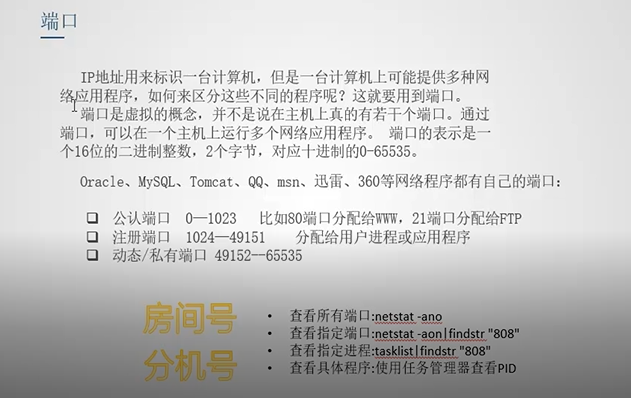 端口
IP地址用来标识一台计算机，但是一台计算机上可能提供多种网
络应用程序，如何来区分这些不同的程序呢？这就要用到端口。
端口是虚拟的概念，并不是说在主机上真的有若干个端口。通过
端口，可以在一个主机上运行多个网络应用程序。 端口的表示是一
个16位的二进制整数，2个字节，对应十进制的0-65535。
Oracle、MySQL、Tomcat、QQ、msn、迅雷、360等网络程序都有自己的端口：
❑ 公认端口 0—1023 比如80端口分配给WWW，21端口分配给FTP
❑ 注册端口 1024—49151 分配给用户进程或应用程序
❑ 动态/私有端口 49152--65535
房间号
分机号
• 查看所有端口:netstat -ano
• 查看指定端口:netstat -aon|findstr "808"
• 查看指定进程:tasklist|findstr "808"
• 查看具体程序:使用任务管理器查看PID